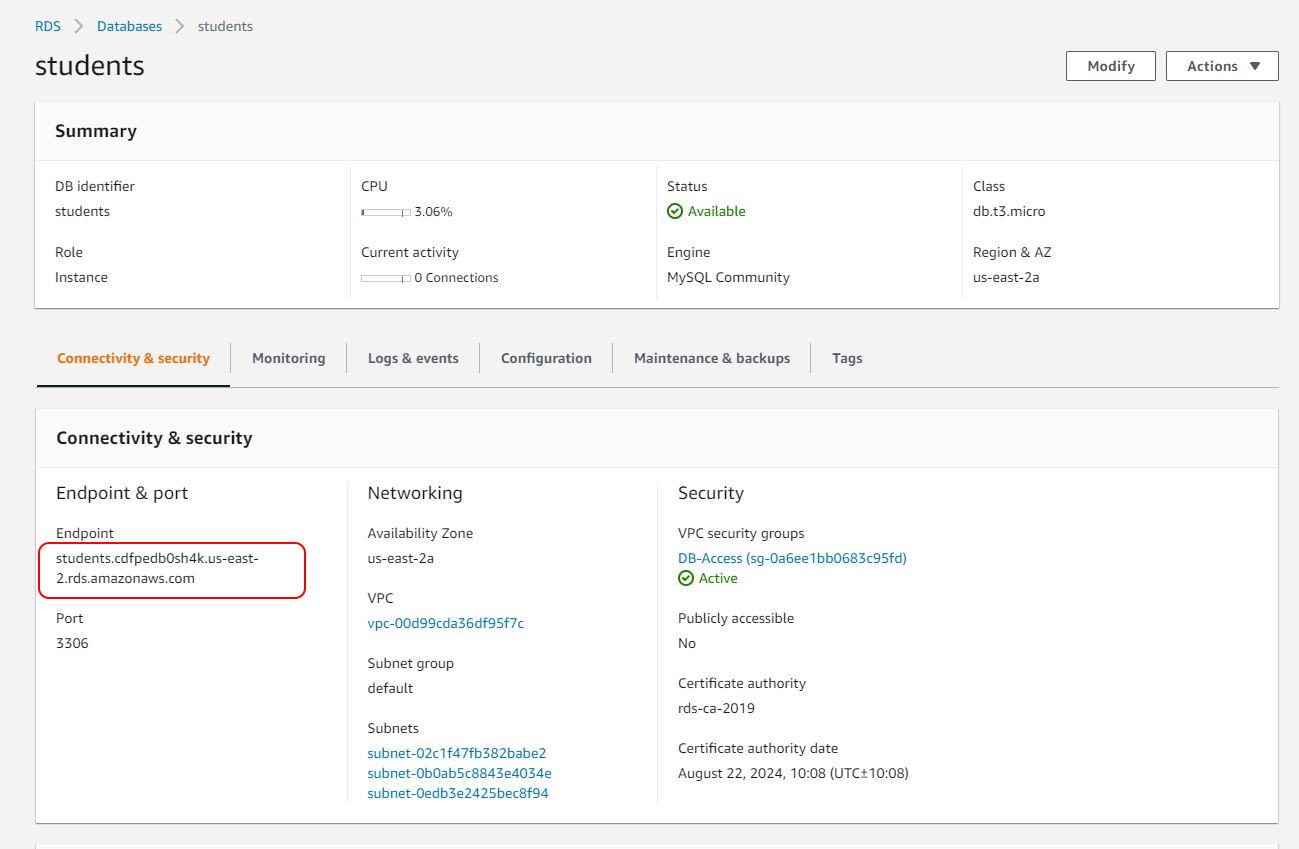 RDS > Databases > students
students
Modify
Actions
Summary
DB identifier
students
CPU
3.06%
Status
Available
Class
db.t3.micro
Role
Instance
Current activity
0 Connections
Engine
MySQL Community
Region & AZ
us-east-2a
Connectivity & security
Monitoring
Logs & events
Configuration
Maintenance & backups
Tags
Connectivity & security
Endpoint & port
Endpoint
students.cdfpedb0sh4k.us-east-
2.rds.amazonaws.com
Port
3306
Networking
Availability Zone
us-east-2a
VPC
vpc-00d99cda36df95f7c
Subnet group
default
Subnets
subnet-02c1f47fb382babe2
subnet-0b0ab5c8843e4034e
subnet-0edb3e2425bec8f94
Security
VPC security groups
DB-Access (sg-0a6ee1bb0683c95fd)
Active
Publicly accessible
No
Certificate authority
rds-ca-2019
Certificate authority date
August 22, 2024, 10:08 (UTC±10:08)